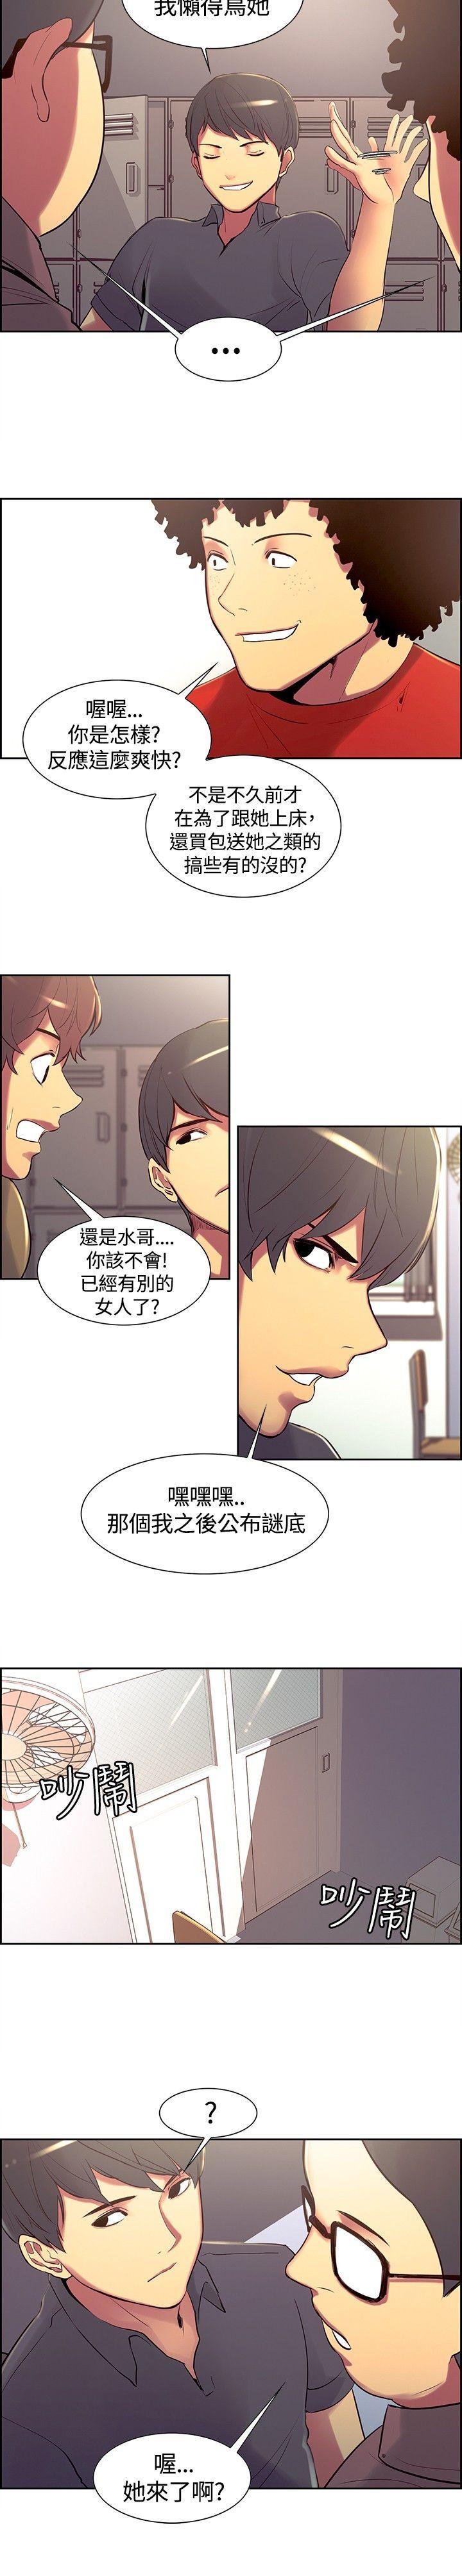 我懶得鳥她
...
喔喔...
你是怎樣?
反應這麼爽快?
不是不久前才
在為了跟她上床,
還買包送她之類的
搞些有的沒的?
還是水哥....
你該不會!
已經有別的
女人了?
嘿嘿嘿..
那個我之後公布謎底
吵鬧
吵鬧
?
喔...
她來了啊?